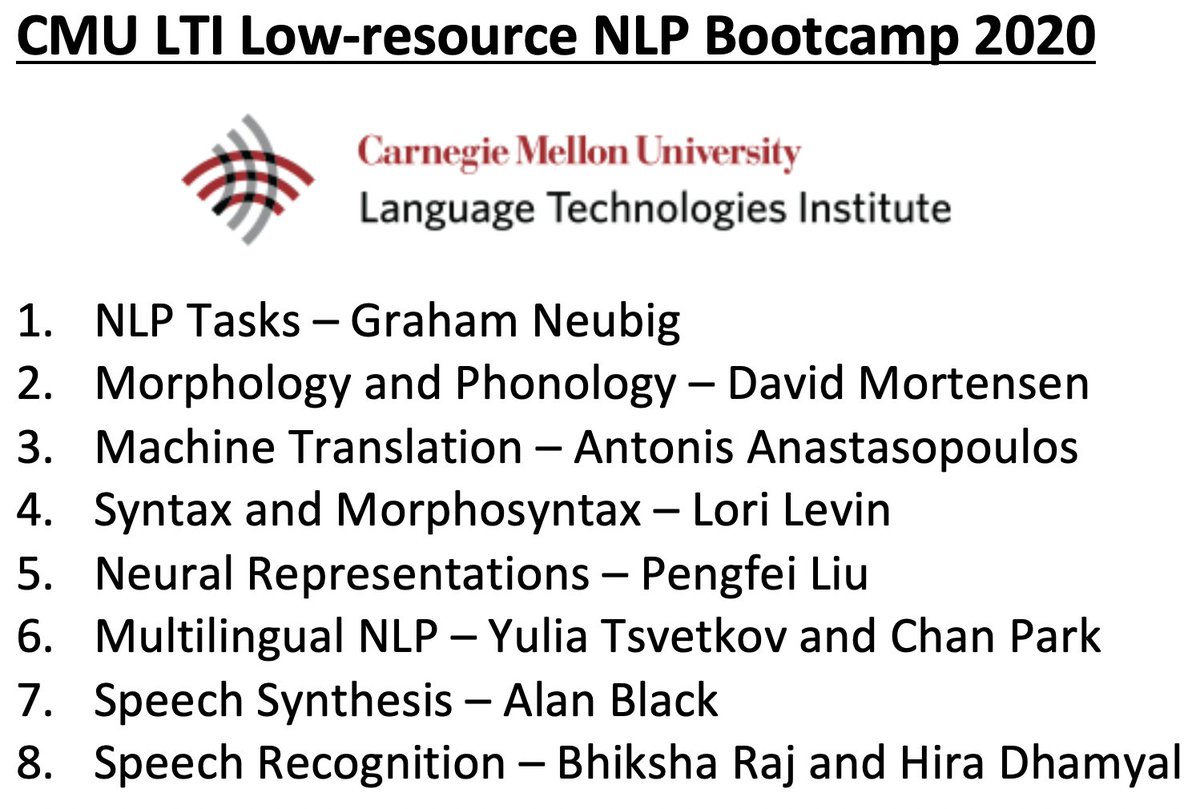 CMU LTI Low-resource NLP Bootcamp 2020
Carnegie Mellon University
Language Technologies Institute
1. NLP Tasks – Graham Neubig
2. Morphology and Phonology – David Mortensen
3. Machine Translation – Antonis Anastasopoulos
4. Syntax and Morphosyntax – Lori Levin
5. Neural Representations – Pengfei Liu
6. Multilingual NLP – Yulia Tsvetkov and Chan Park
7. Speech Synthesis – Alan Black
8. Speech Recognition – Bhiksha Raj and Hira Dhamyal